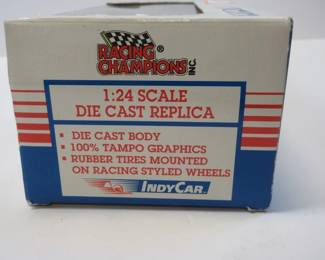 RACING®
CHAMPIONS INC.
1:24 SCALE
DIE CAST REPLICA
▪ DIE CAST BODY
▪ 100% TAMPO GRAPHICS
▪ RUBBER TIRES MOUNTED
ON RACING STYLED WHEELS
INDYCAR